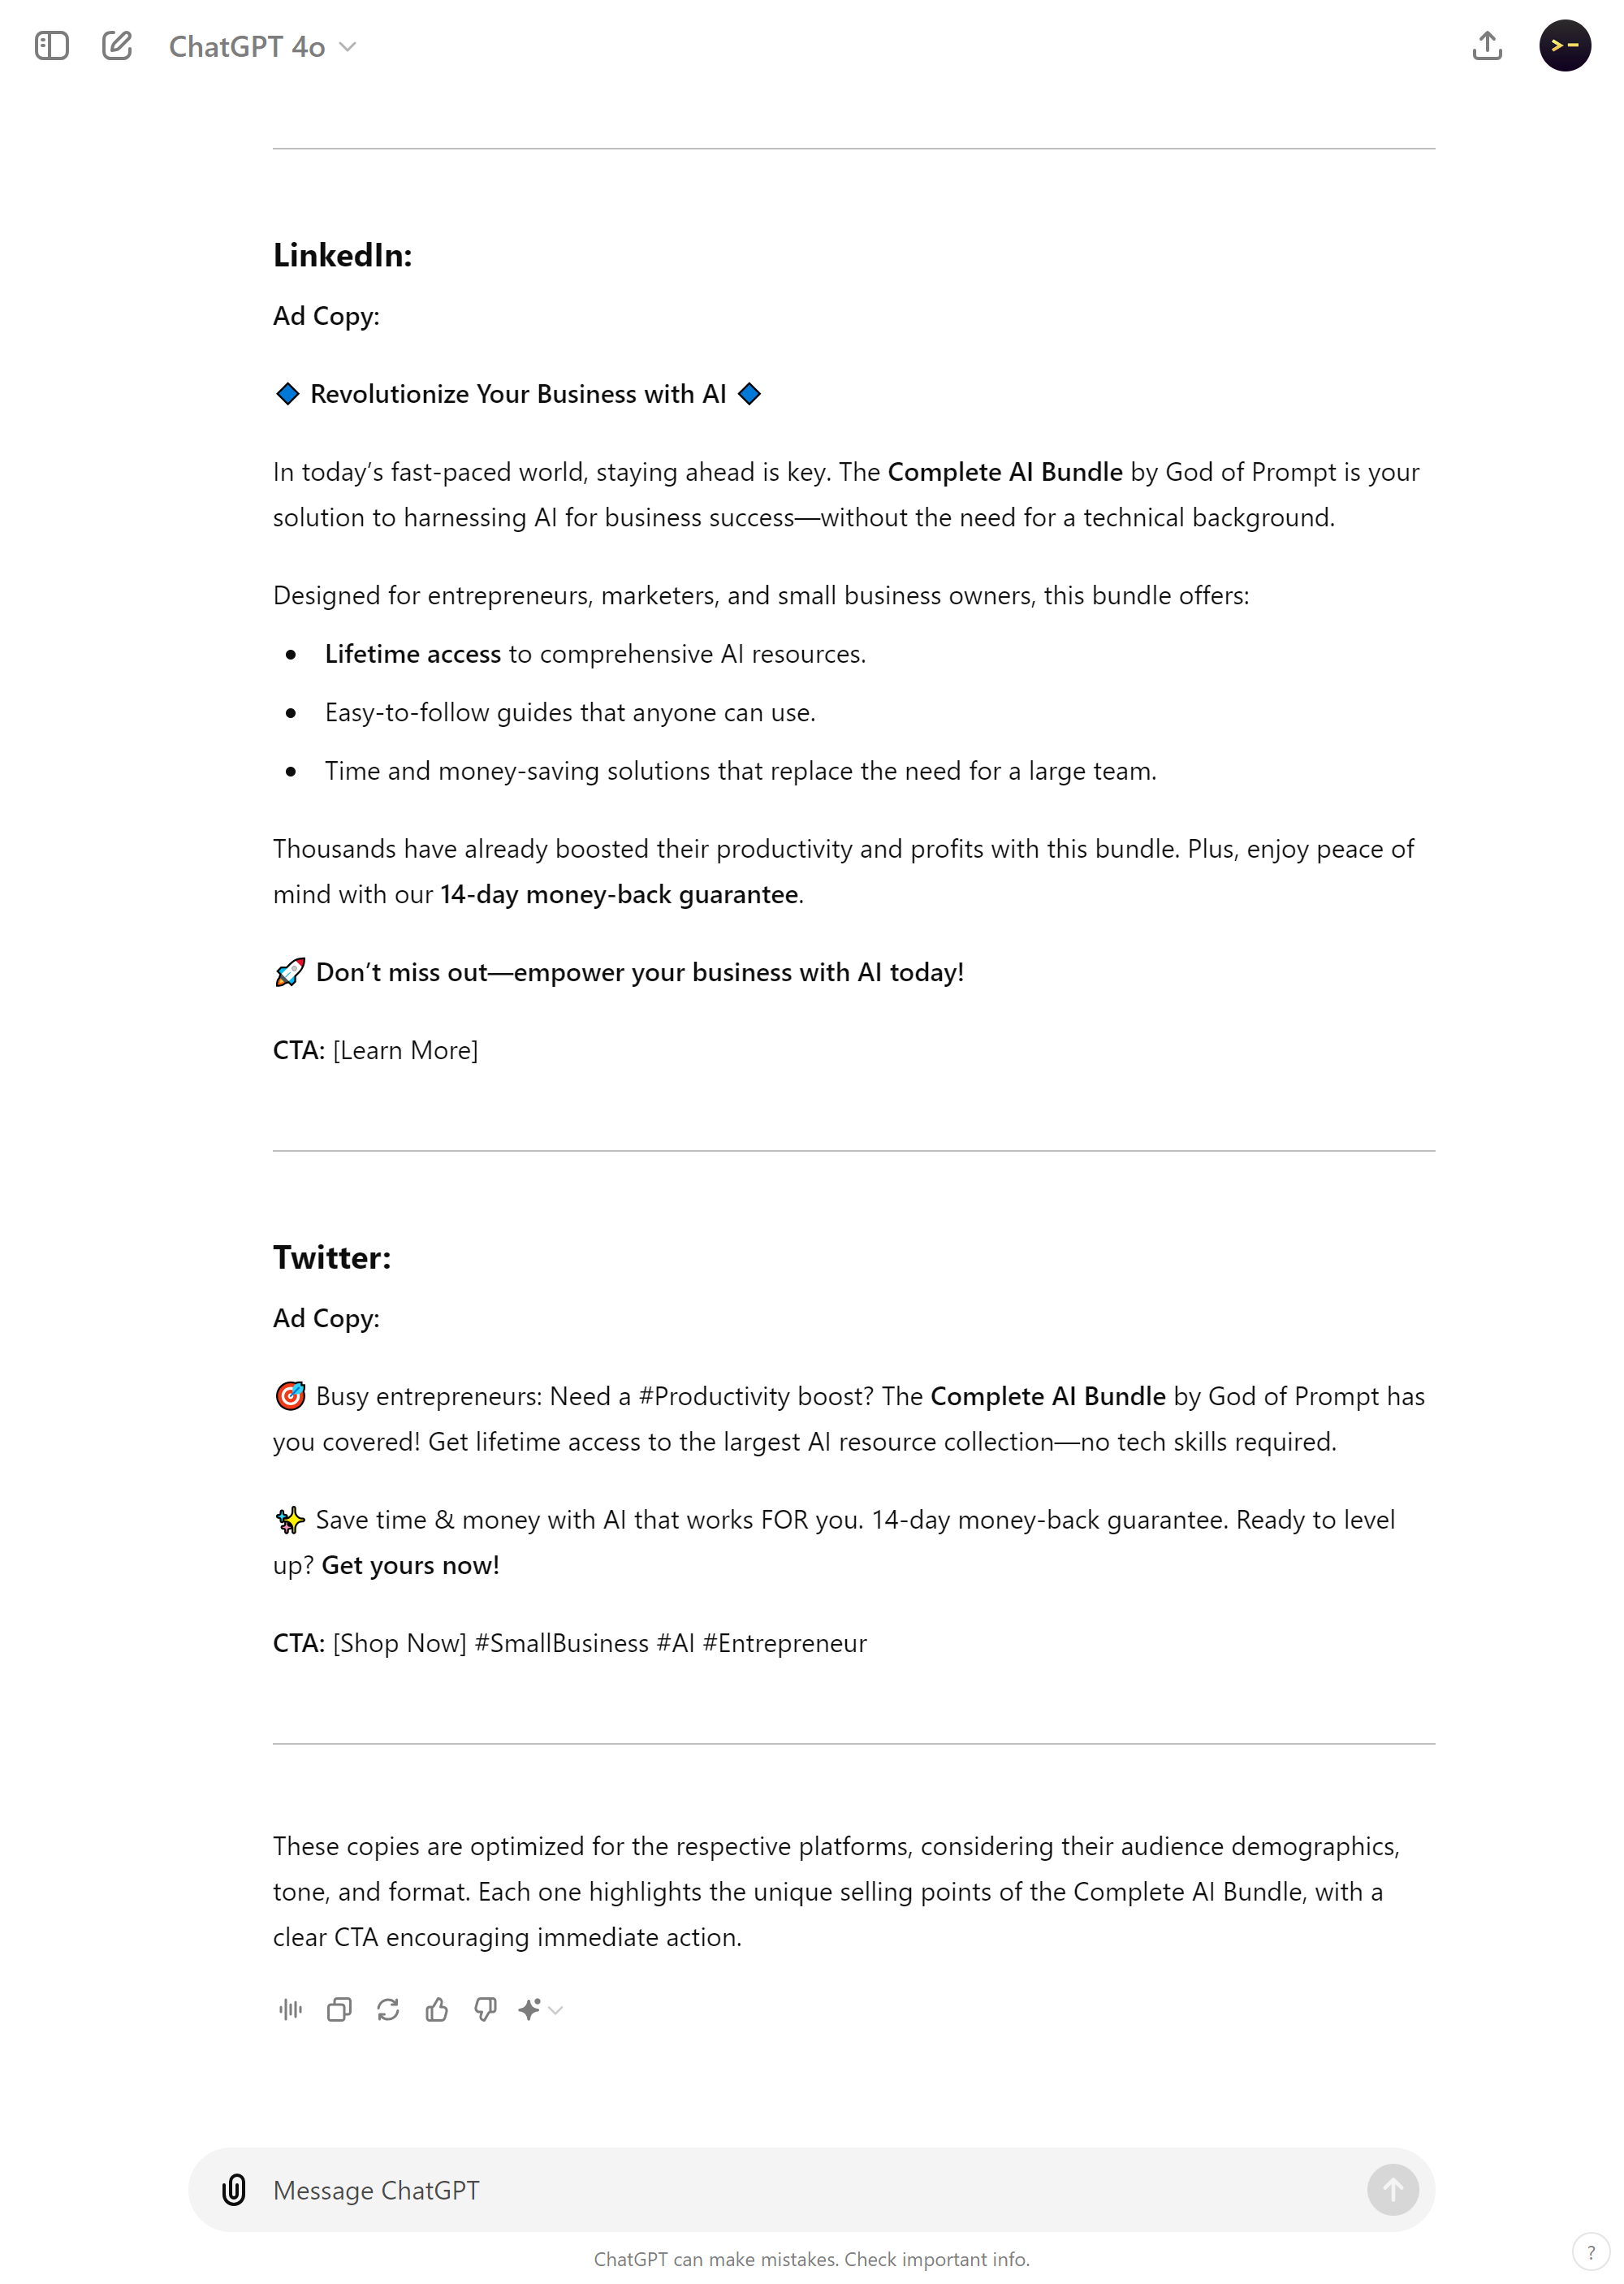 ChatGPT 4o
LinkedIn:
Ad Copy:
🔷 Revolutionize Your Business with AI 🔷
In today’s fast-paced world, staying ahead is key. The Complete AI Bundle by God of Prompt is your
solution to harnessing AI for business success—without the need for a technical background.
Designed for entrepreneurs, marketers, and small business owners, this bundle offers:
• Lifetime access to comprehensive AI resources.
• Easy-to-follow guides that anyone can use.
• Time and money-saving solutions that replace the need for a large team.
Thousands have already boosted their productivity and profits with this bundle. Plus, enjoy peace of
mind with our 14-day money-back guarantee.
🚀 Don’t miss out—empower your business with AI today!
CTA: [Learn More]
Twitter:
Ad Copy:
🎯 Busy entrepreneurs: Need a #Productivity boost? The Complete AI Bundle by God of Prompt has
you covered! Get lifetime access to the largest AI resource collection—no tech skills required.
✨ Save time & money with AI that works FOR you. 14-day money-back guarantee. Ready to level
up? Get yours now!
CTA: [Shop Now] #SmallBusiness #AI #Entrepreneur
These copies are optimized for the respective platforms, considering their audience demographics,
tone, and format. Each one highlights the unique selling points of the Complete AI Bundle, with a
clear CTA encouraging immediate action.
Message ChatGPT
ChatGPT can make mistakes. Check important info.
?